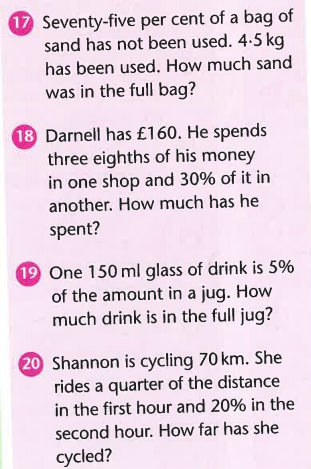 17 Seventy-five per cent of a bag of
sand has not been used. 4·5 kg
has been used. How much sand
was in the full bag?
18 Darnell has £160. He spends
three eighths of his money
in one shop and 30% of it in
another. How much has he
spent?
19 One 150 ml glass of drink is 5%
of the amount in a jug. How
much drink is in the full jug?
20 Shannon is cycling 70 km. She
rides a quarter of the distance
in the first hour and 20% in the
second hour. How far has she
cycled?